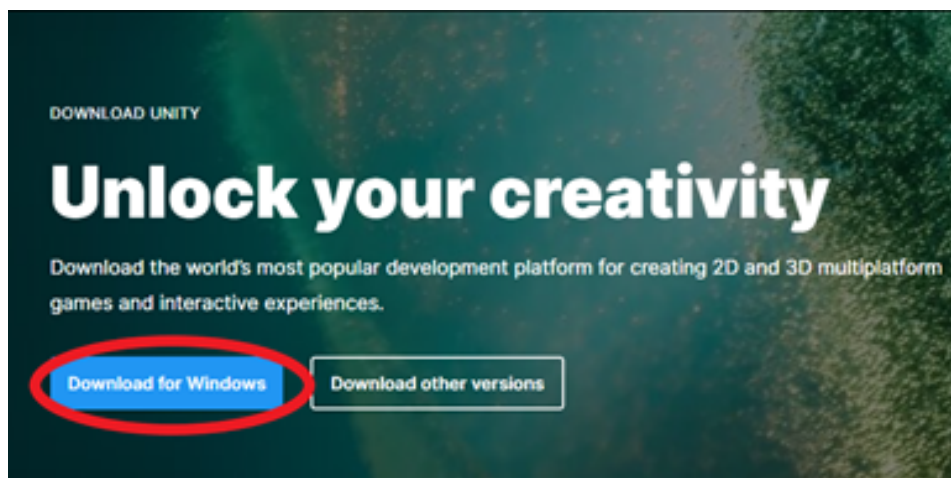 DOWNLOAD UNITY
Unlock your creativity
Download the world's most popular development platform for creating 2D and 3D multiplatform
games and interactive experiences.
Download for Windows
Download other versions